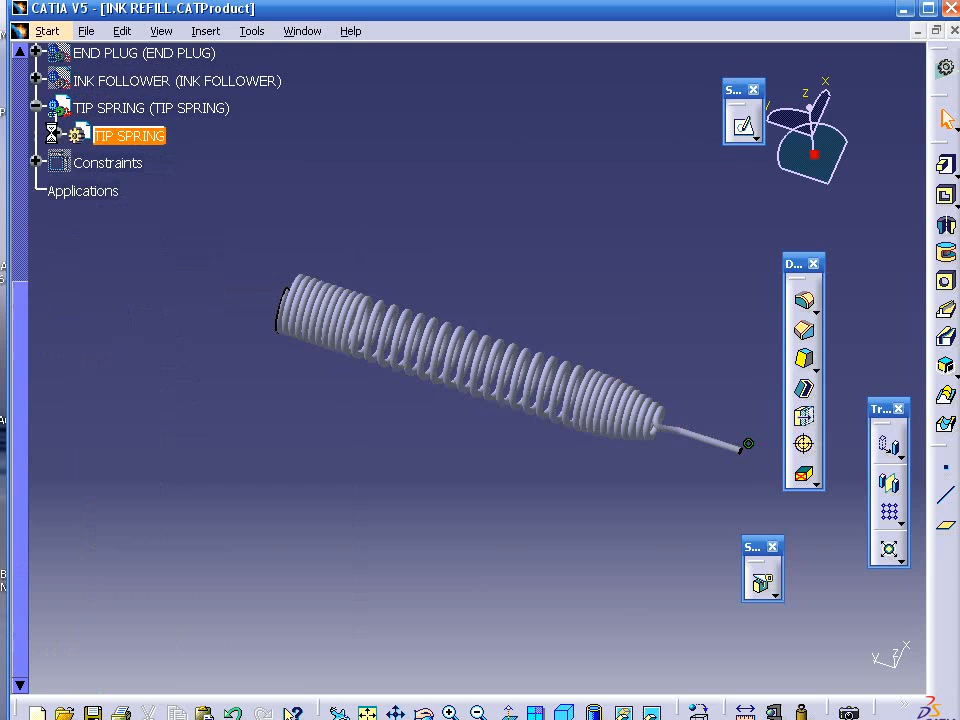 CATIA V5 - [INK REFILL.CATProduct]
Start File Edit View Insert Tools Window Help
END PLUG (END PLUG)
INK FOLLOWER (INK FOLLOWER)
TIP SPRING (TIP SPRING)
TIP SPRING
Constraints
Applications
S...
x
z
y
D...
Tr...
S...
x
z
y